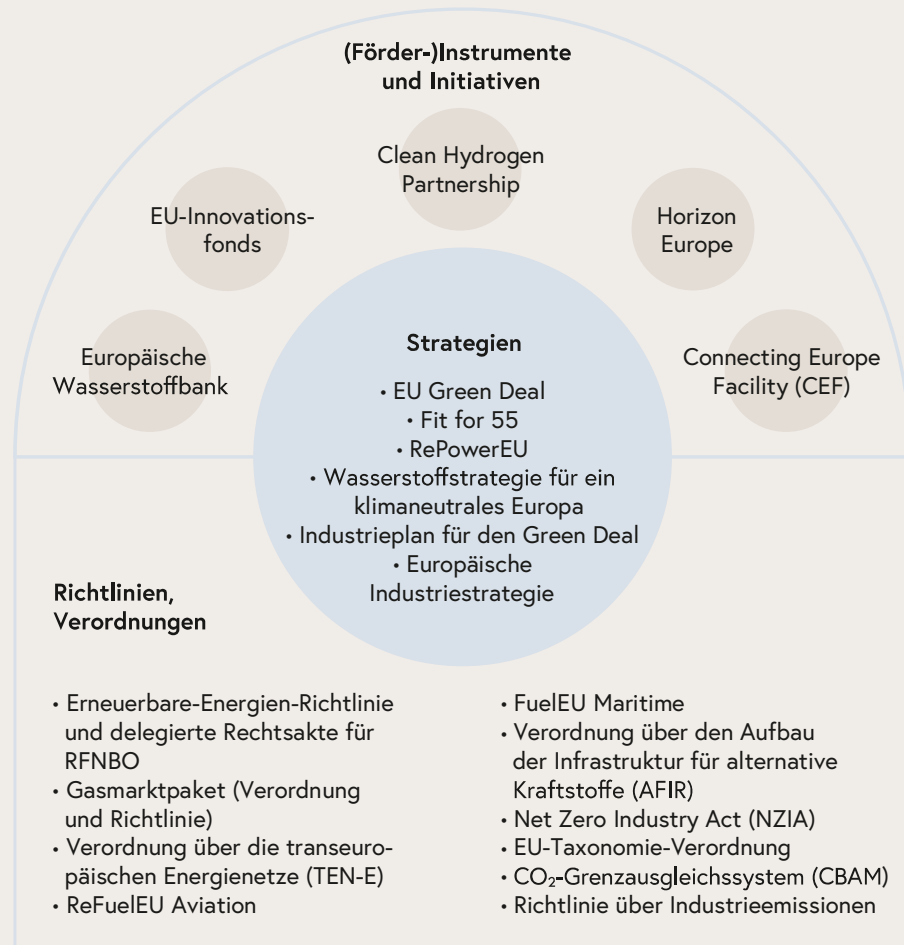 (Förder-)Instrumente
und Initiativen
Clean Hydrogen
Partnership
EU-Innovations-
fonds
Horizon
Europe
Europäische
Wasserstoffbank
Connecting Europe
Facility (CEF)
Strategien
• EU Green Deal
• Fit for 55
• RePowerEU
• Wasserstoffstrategie für ein
klimaneutrales Europa
• Industrieplan für den Green Deal
• Europäische
Industriestrategie
Richtlinien,
Verordnungen
• Erneuerbare-Energien-Richtlinie
und delegierte Rechtsakte für
RFNBO
• Gasmarktpaket (Verordnung
und Richtlinie)
• Verordnung über die transeuro-
päischen Energienetze (TEN-E)
• ReFuelEU Aviation
• FuelEU Maritime
• Verordnung über den Aufbau
der Infrastruktur für alternative
Kraftstoffe (AFIR)
• Net Zero Industry Act (NZIA)
• EU-Taxonomie-Verordnung
• CO₂-Grenzausgleichssystem (CBAM)
• Richtlinie über Industrieemissionen